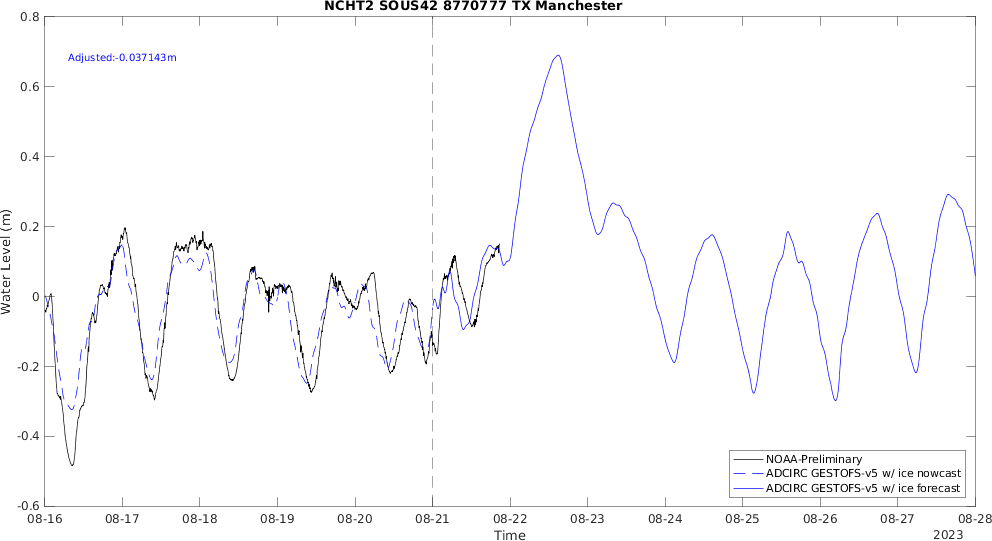 NCHT2 SOUS42 8770777 TX Manchester
Adjusted:-0.037143m
Water Level (m)
0.8
0.6
0.4
0.2
0
-0.2
-0.4
-0.6
NOAA-Preliminary
ADCIRC GESTOFS-v5 w/ ice nowcast
ADCIRC GESTOFS-v5 w/ ice forecast
08-16 08-17 08-18 08-19 08-20 08-21 08-22 08-23 08-24 08-25 08-26 08-27 08-28
Time
2023